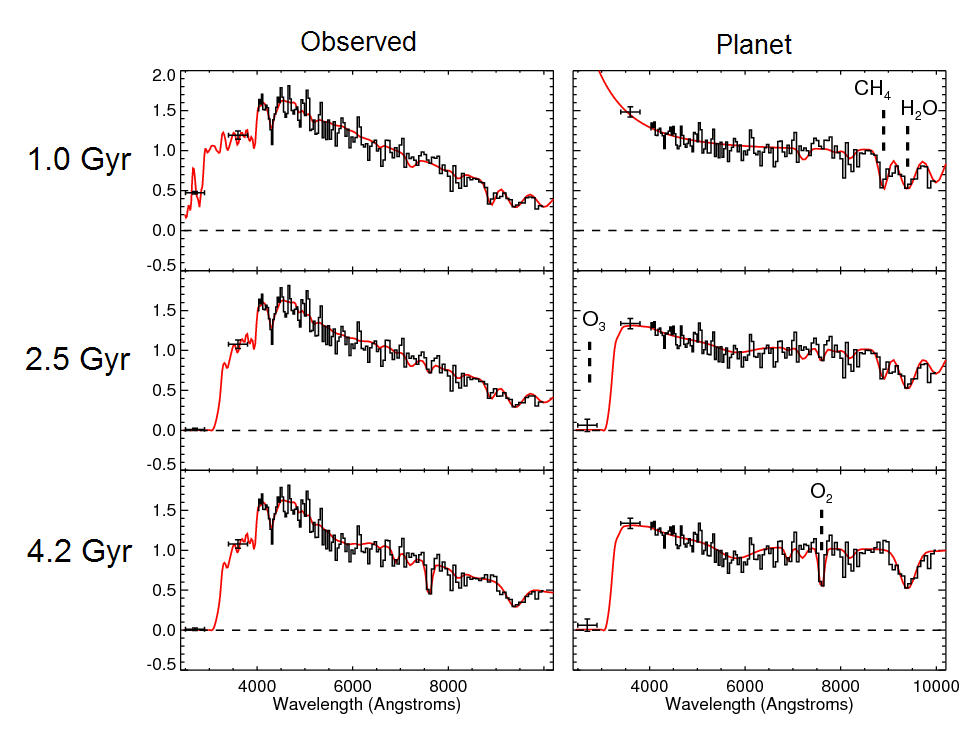 Observed
Planet
1.0 Gyr
2.0
1.5
1.0
0.5
0.0
-0.5
CH4
H2O
2.5 Gyr
1.5
1.0
0.5
0.0
-0.5
O3
4.2 Gyr
1.5
1.0
0.5
0.0
-0.5
O2
4000 6000 8000
4000 6000 8000 10000
Wavelength (Angstroms)
Wavelength (Angstroms)